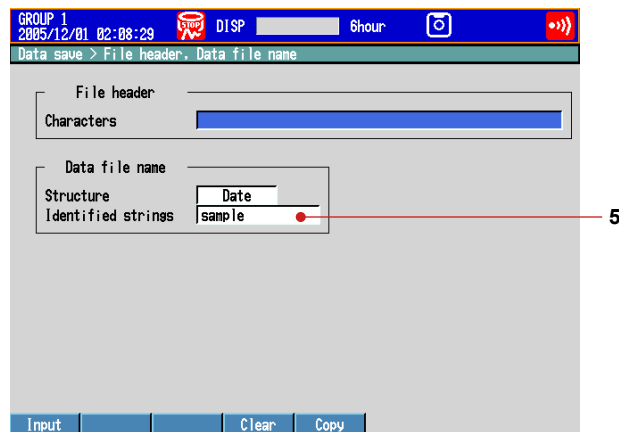 GROUP 1
2005/12/01 02:08:29
STOP
DISP
6hour
Data save > File header, Data file name
File header
Characters
Data file name
Structure Date
Identified strings sample
5
Input Clear Copy